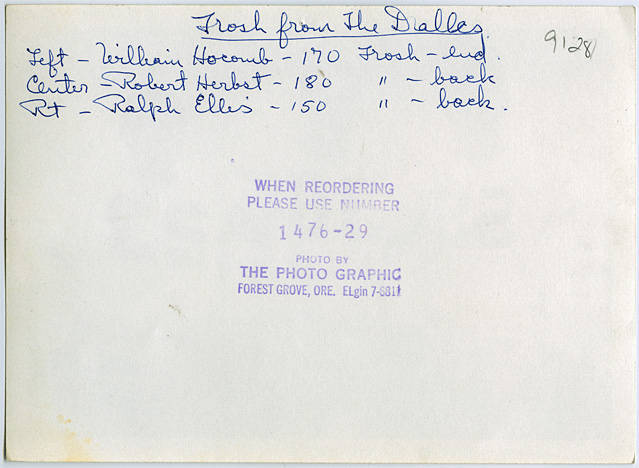 Frosh from The Dalles
9128
Left - William Hocomb - 170 Frosh - end.
Center - Robert Herbst - 180 " - back
Rt - Ralph Ellis - 150 " - back.
WHEN REORDERING
PLEASE USE NUMBER
1476-29
PHOTO BY
THE PHOTO GRAPHIC
FOREST GROVE, ORE. ELgin 7-6811